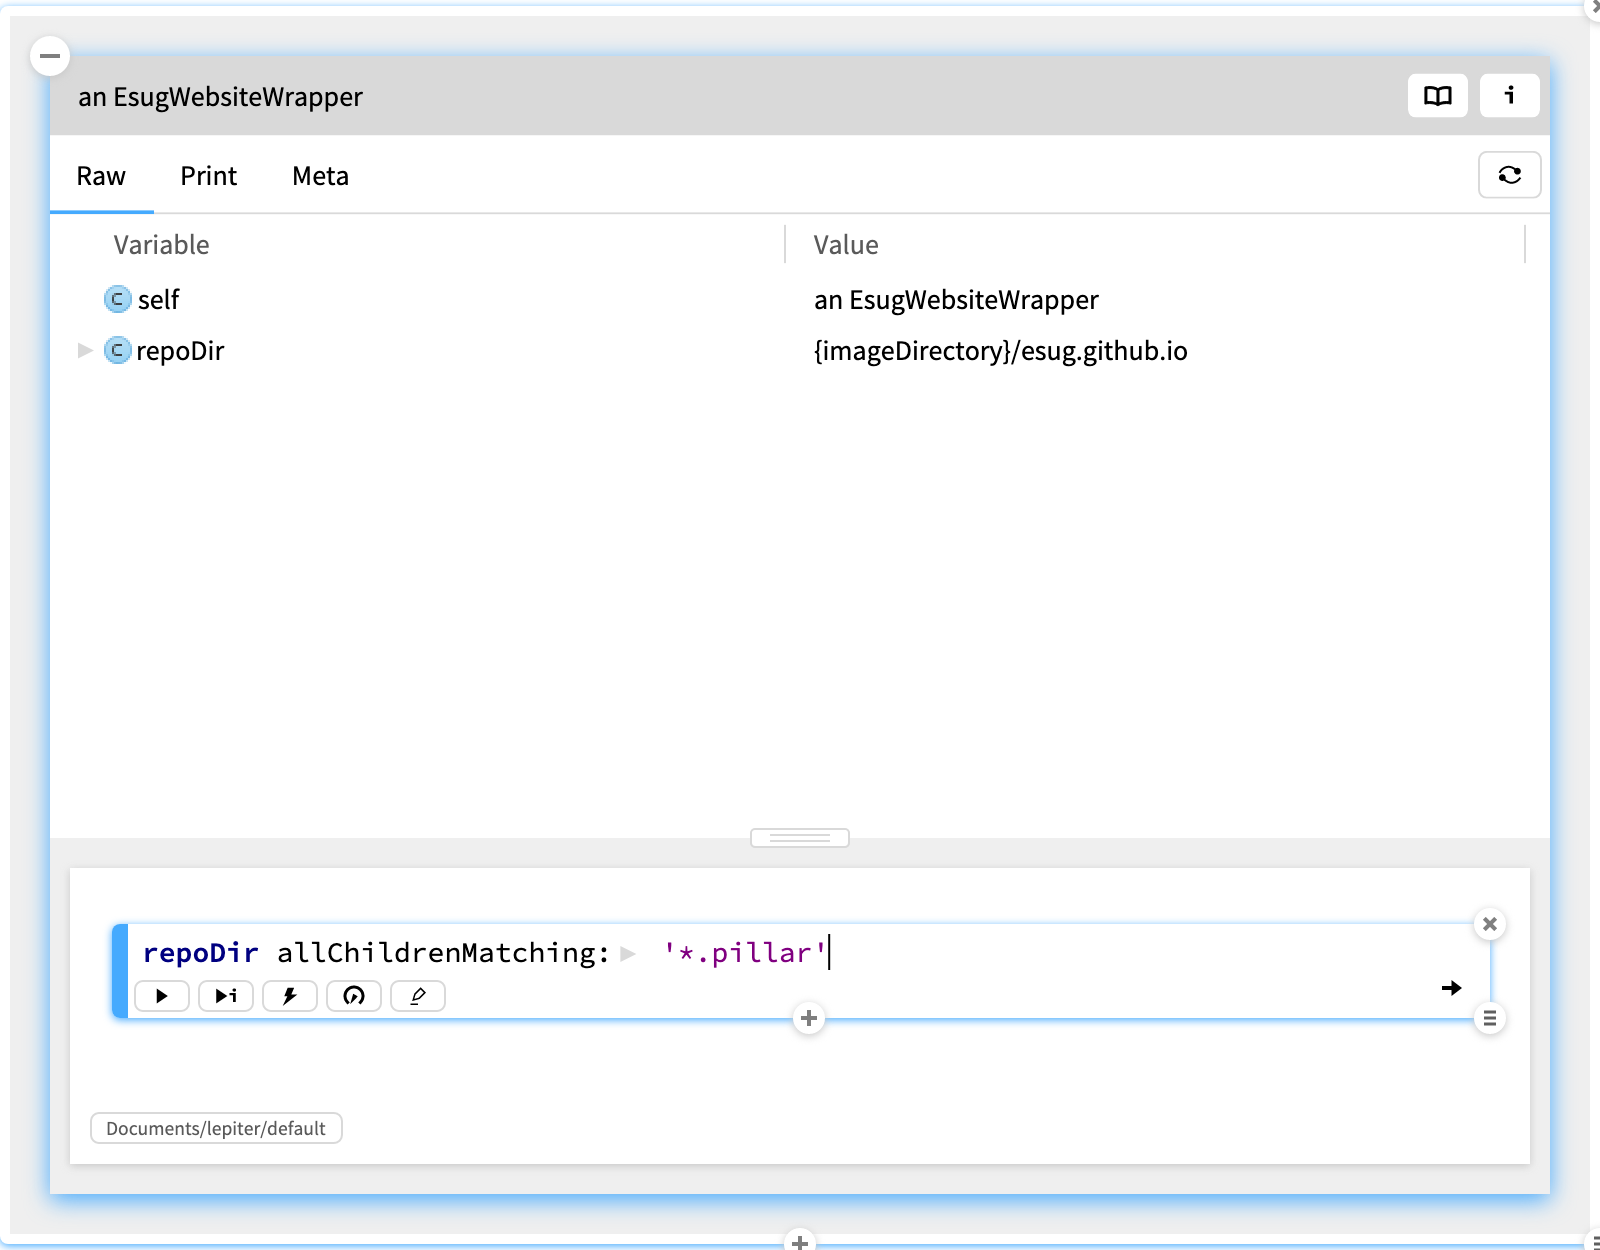 an EsugWebsiteWrapper
i
Raw Print Meta
Variable Value
C self an EsugWebsiteWrapper
C repoDir {imageDirectory}/esug.github.io
repoDir allChildrenMatching: '*.pillar'
i
Documents/lepiter/default